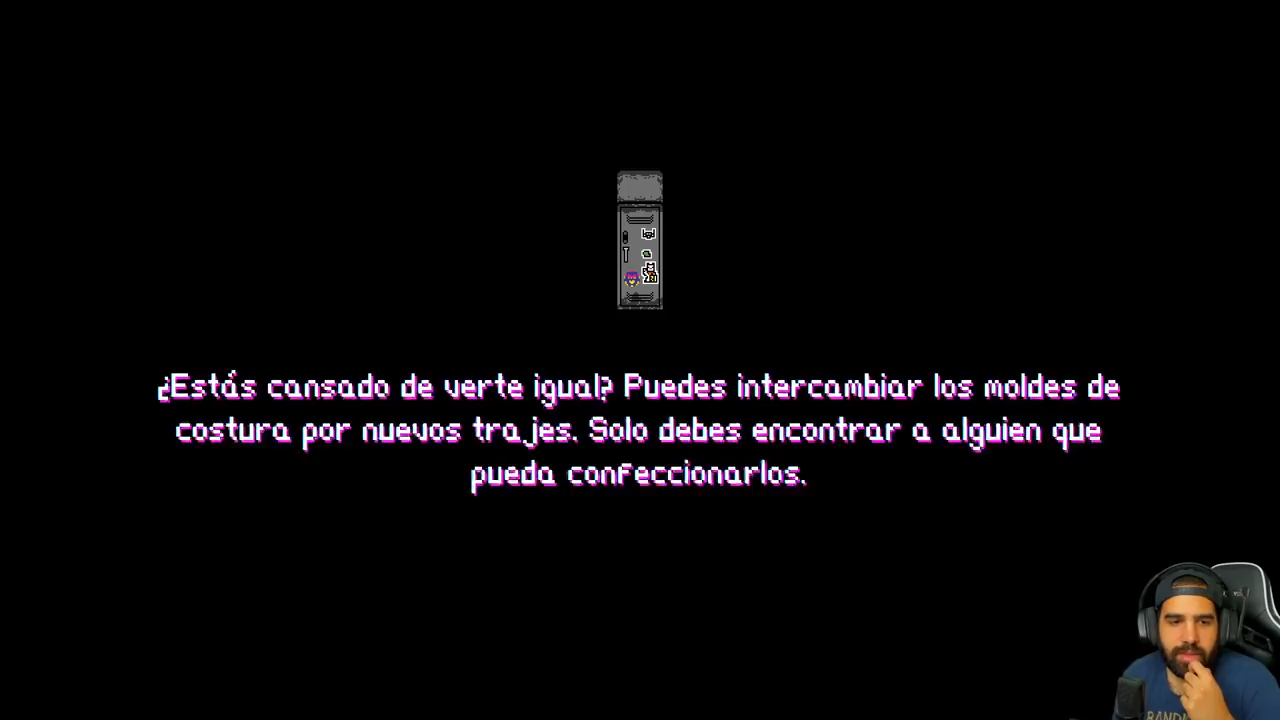 ¿Estás cansado de verte igual? Puedes intercambiar los moldes de
costura por nuevos trajes. Solo debes encontrar a alguien que
pueda confeccionarlos.